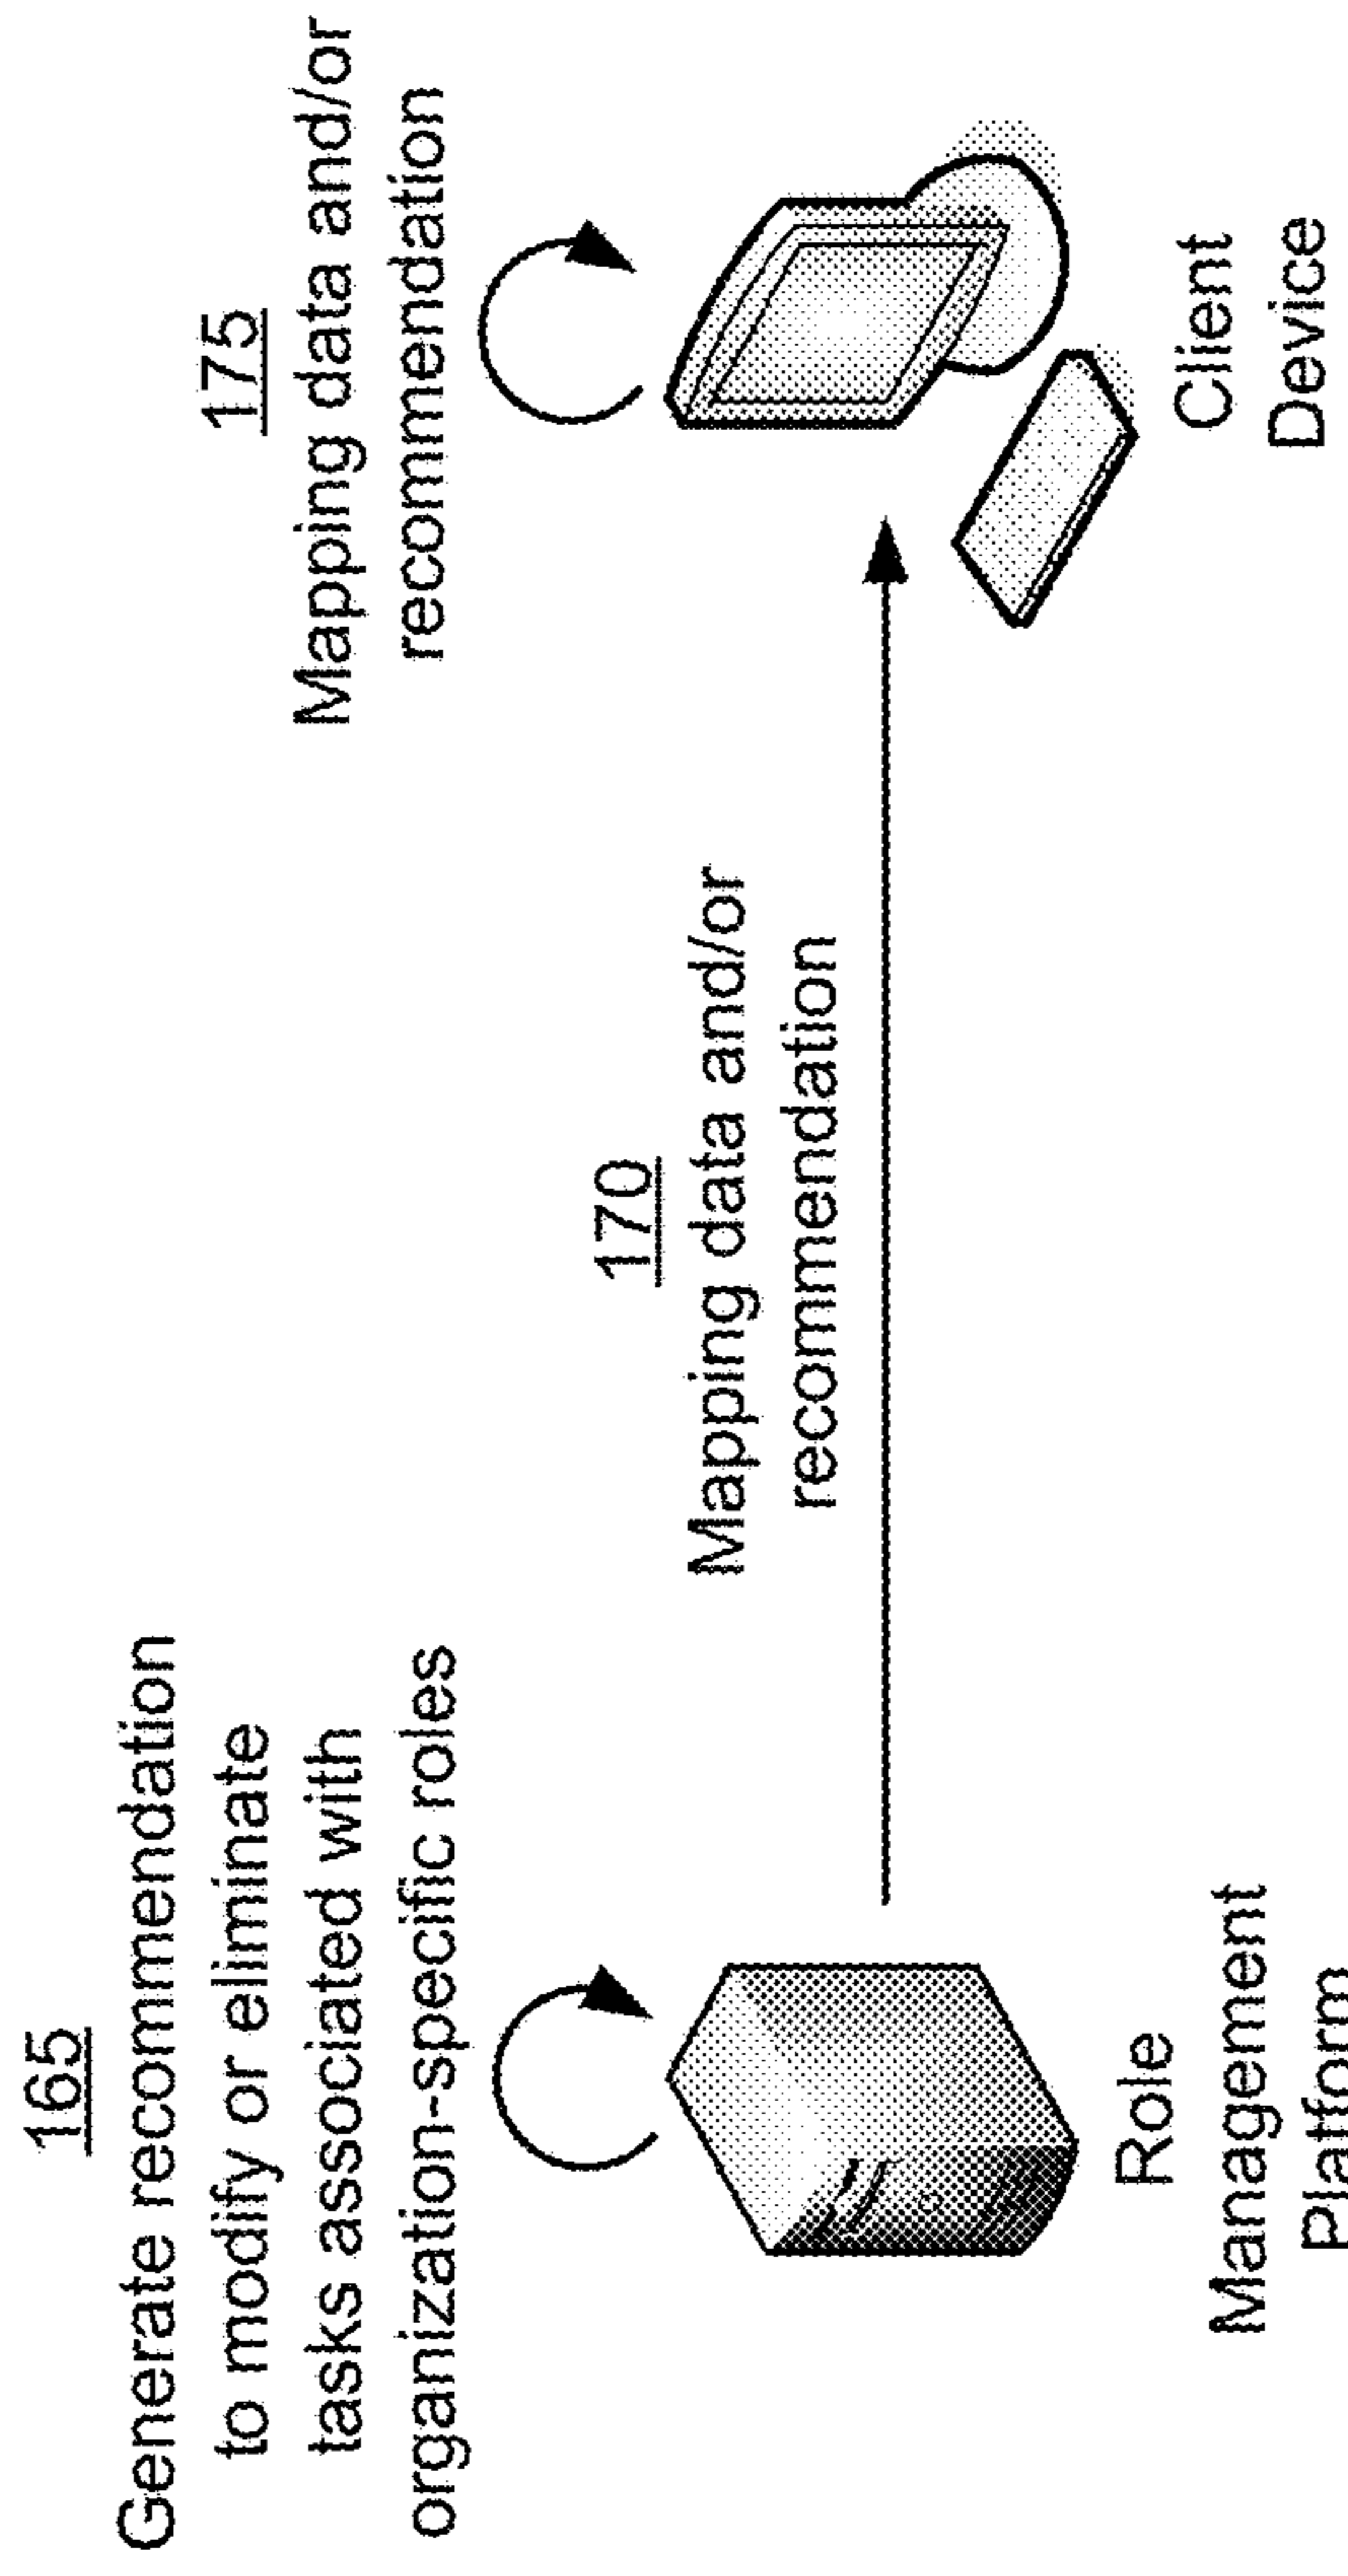 165
Generate recommendation
to modify or eliminate
tasks associated with
organization-specific roles
Role
Management
Platform
170
Mapping data and/or
recommendation
175
Mapping data and/or
recommendation
Client
Device